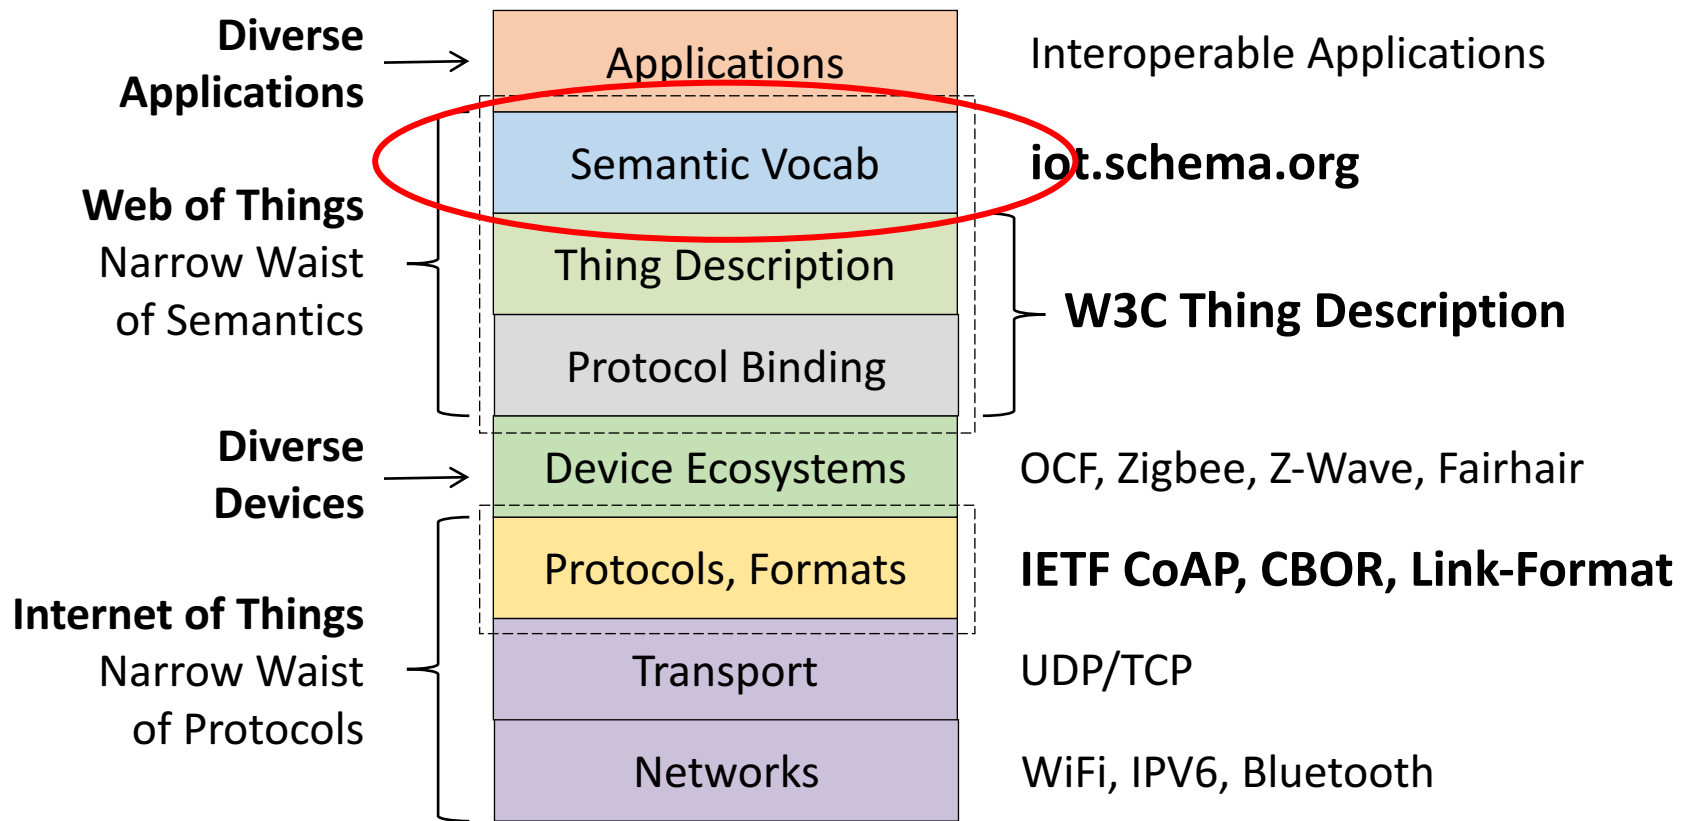 Diverse
Applications
Applications
Interoperable Applications
Semantic Vocab
iot.schema.org
Web of Things
Narrow Waist
of Semantics
Thing Description
W3C Thing Description
Protocol Binding
Diverse
Devices
Device Ecosystems
OCF, Zigbee, Z-Wave, Fairhair
Protocols, Formats
IETF CoAP, CBOR, Link-Format
Internet of Things
Narrow Waist
of Protocols
Transport
UDP/TCP
Networks
WiFi, IPV6, Bluetooth